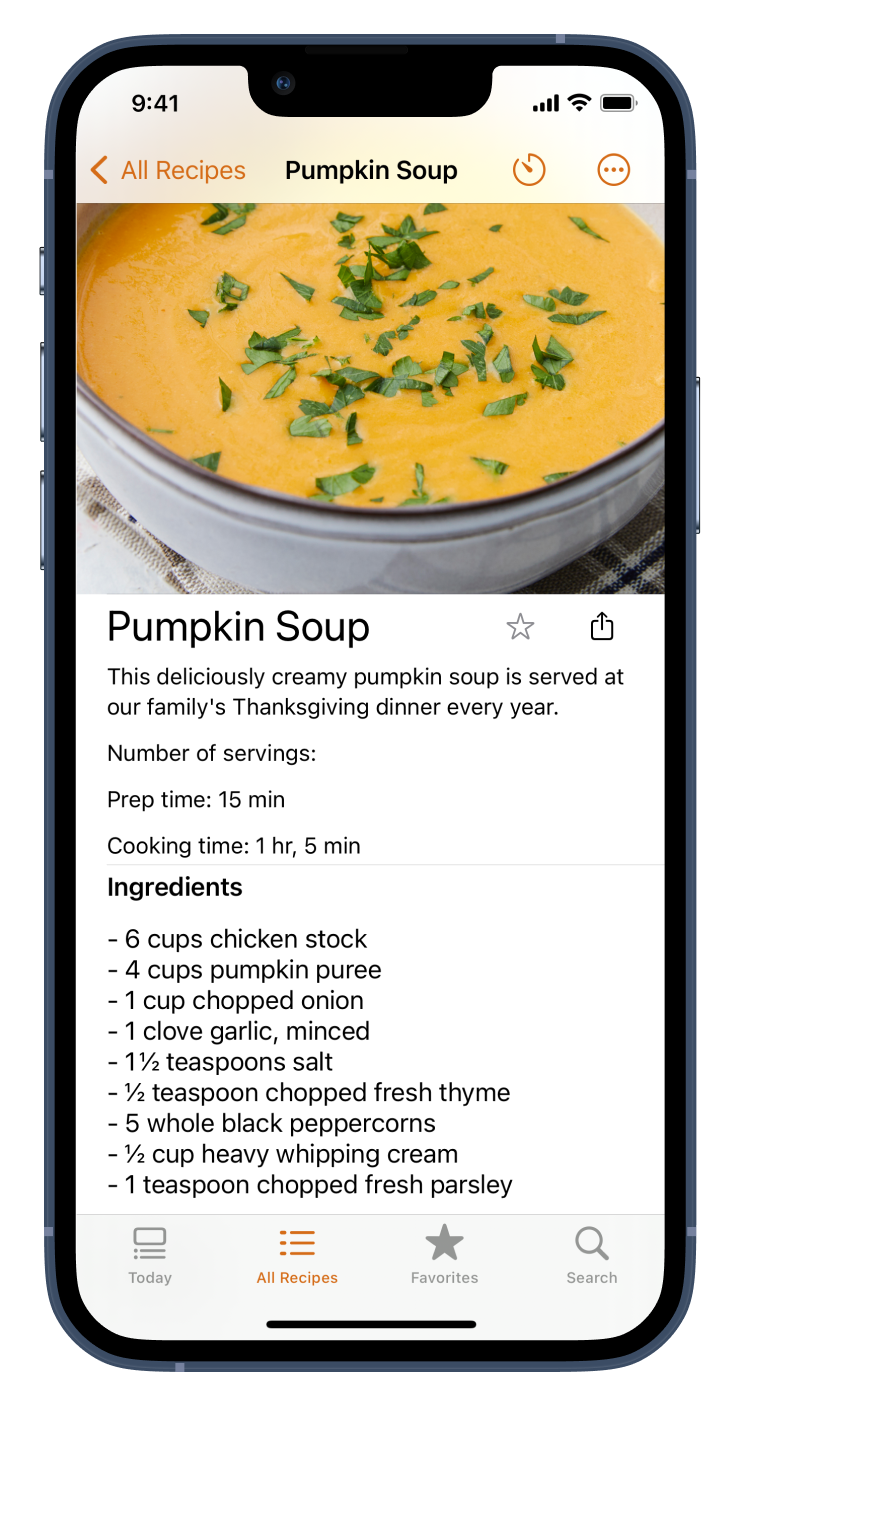 9:41
All Recipes
Pumpkin Soup
Pumpkin Soup
This deliciously creamy pumpkin soup is served at
our family's Thanksgiving dinner every year.
Number of servings:
Prep time: 15 min
Cooking time: 1 hr, 5 min
Ingredients
- 6 cups chicken stock
- 4 cups pumpkin puree
- 1 cup chopped onion
- 1 clove garlic, minced
- 1½ teaspoons salt
- ½ teaspoon chopped fresh thyme
- 5 whole black peppercorns
- ½ cup heavy whipping cream
- 1 teaspoon chopped fresh parsley
Today
All Recipes
Favorites
Search